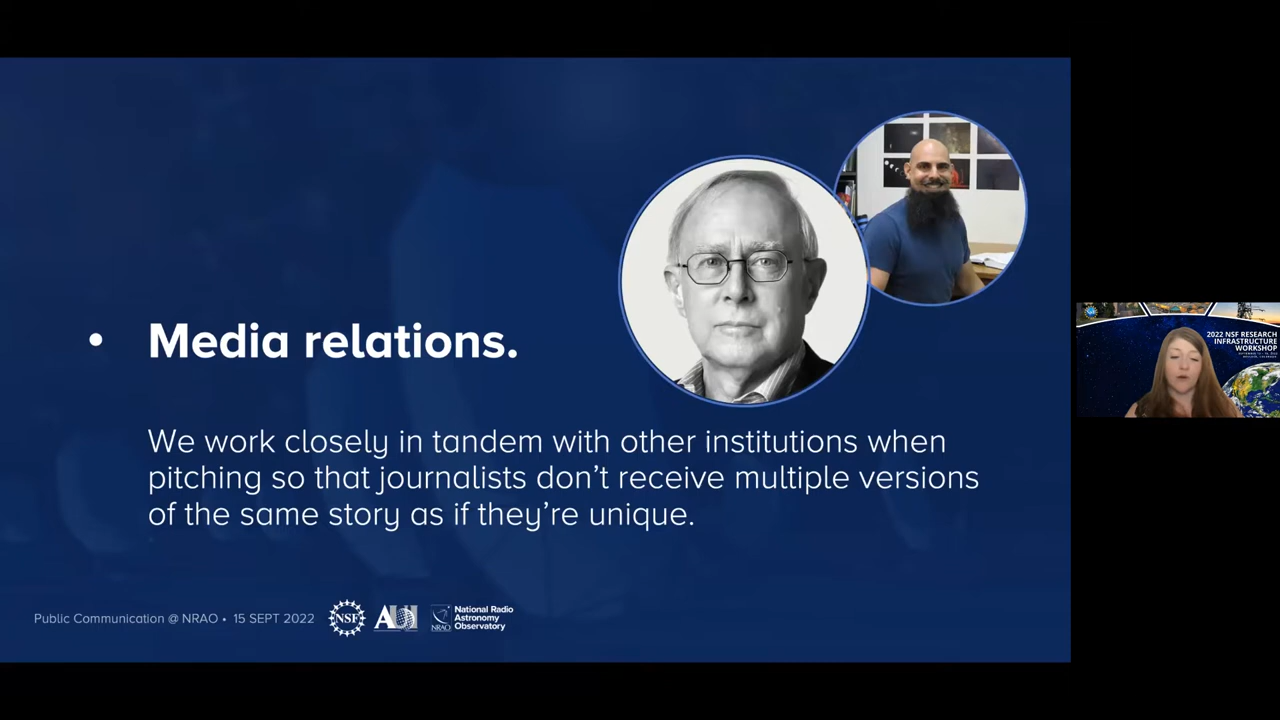 • Media relations.
We work closely in tandem with other institutions when
pitching so that journalists don’t receive multiple versions
of the same story as if they’re unique.
Public Communication @ NRAO • 15 SEPT 2022
NSF
AUI
NRAO
National Radio
Astronomy
Observatory
2022 NSF RESEARCH
INFRASTRUCTURE
WORKSHOP